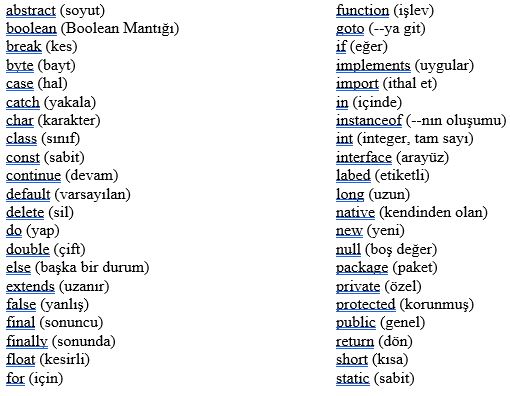 abstract (soyut)
boolean (Boolean Mantığı)
break (kes)
byte (bayt)
case (hal)
catch (yakala)
char (karakter)
class (sınıf)
const (sabit)
continue (devam)
default (varsayılan)
delete (sil)
do (yap)
double (çift)
else (başka bir durum)
extends (uzanır)
false (yanlış)
final (sonuncu)
finally (sonunda)
float (kesirli)
for (için)
function (işlev)
goto (--ya git)
if (eğer)
implements (uygular)
import (ithal et)
in (içinde)
instanceof (--nın oluşumu)
int (integer, tam sayı)
interface (arayüz)
labed (etiketli)
long (uzun)
native (kendinden olan)
new (yeni)
null (boş değer)
package (paket)
private (özel)
protected (korunmuş)
public (genel)
return (dön)
short (kısa)
static (sabit)